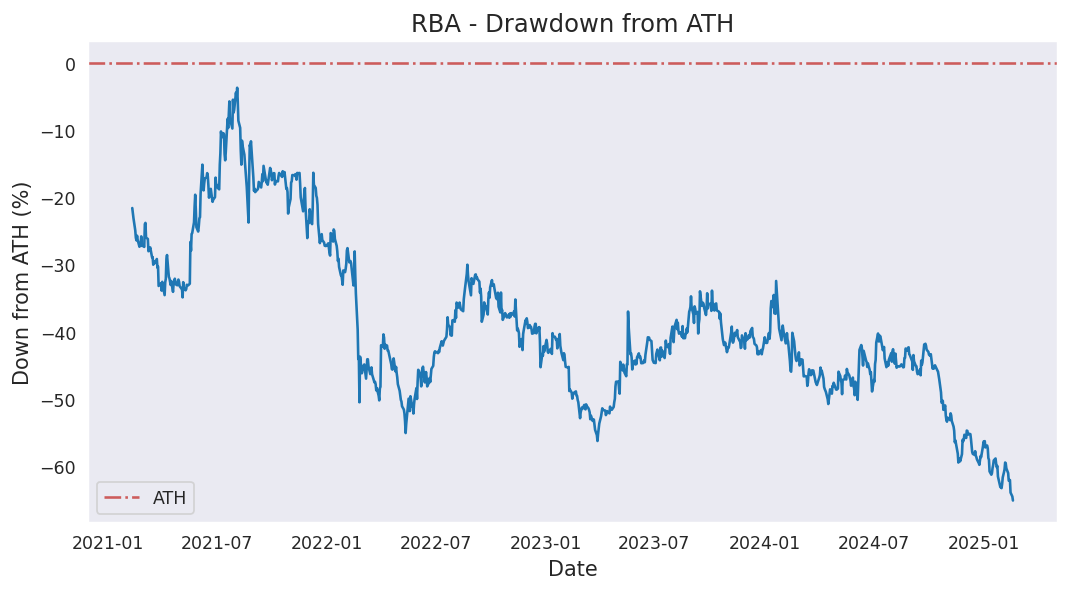 RBA - Drawdown from ATH
Down from ATH (%)
0
−10
−20
−30
−40
−50
−60
ATH
2021-01 2021-07 2022-01 2022-07 2023-01 2023-07 2024-01 2024-07 2025-01
Date